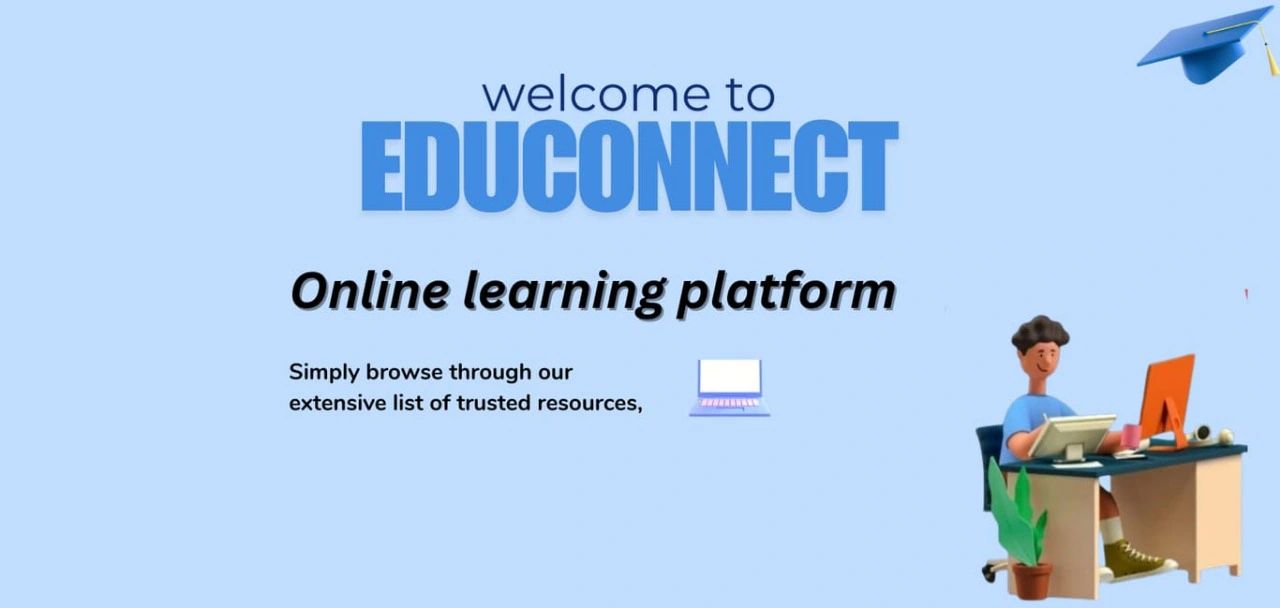 welcome to
EDUCONNECT
Online learning platform
Simply browse through our
extensive list of trusted resources,